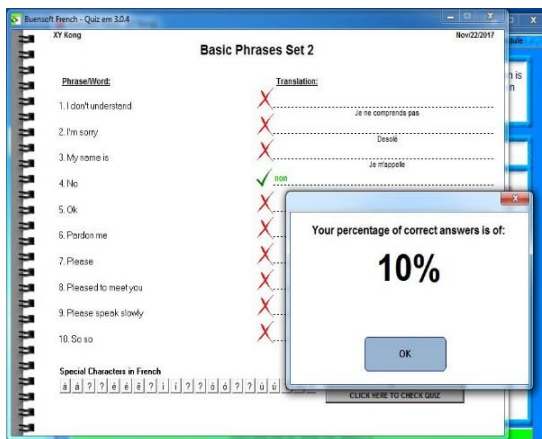 Buensoft French - Quiz em 3.0.4
XY Kong
Nov/22/2017
Basic Phrases Set 2
Phrase/Word:
Translation:
1. I don't understand
Je ne comprends pas
2. I'm sorry
Desolé
3. My name is
Je m'appelle
4. No
non
5. Ok
6. Pardon me
7. Please
8. Pleased to meet you
9. Please speak slowly
10. So so
Your percentage of correct answers is of:
10%
OK
Special Characters in French
CLICK HERE TO CHECK QUIZ